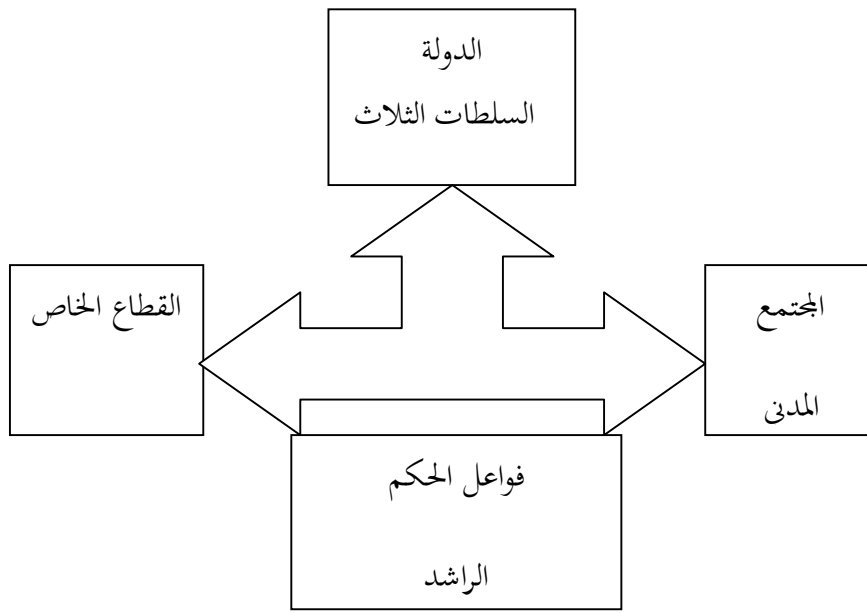 الدولة
السلطات الثلاث
القطاع الخاص
المجتمع
المدنى
فواعل الحكم
الراشد